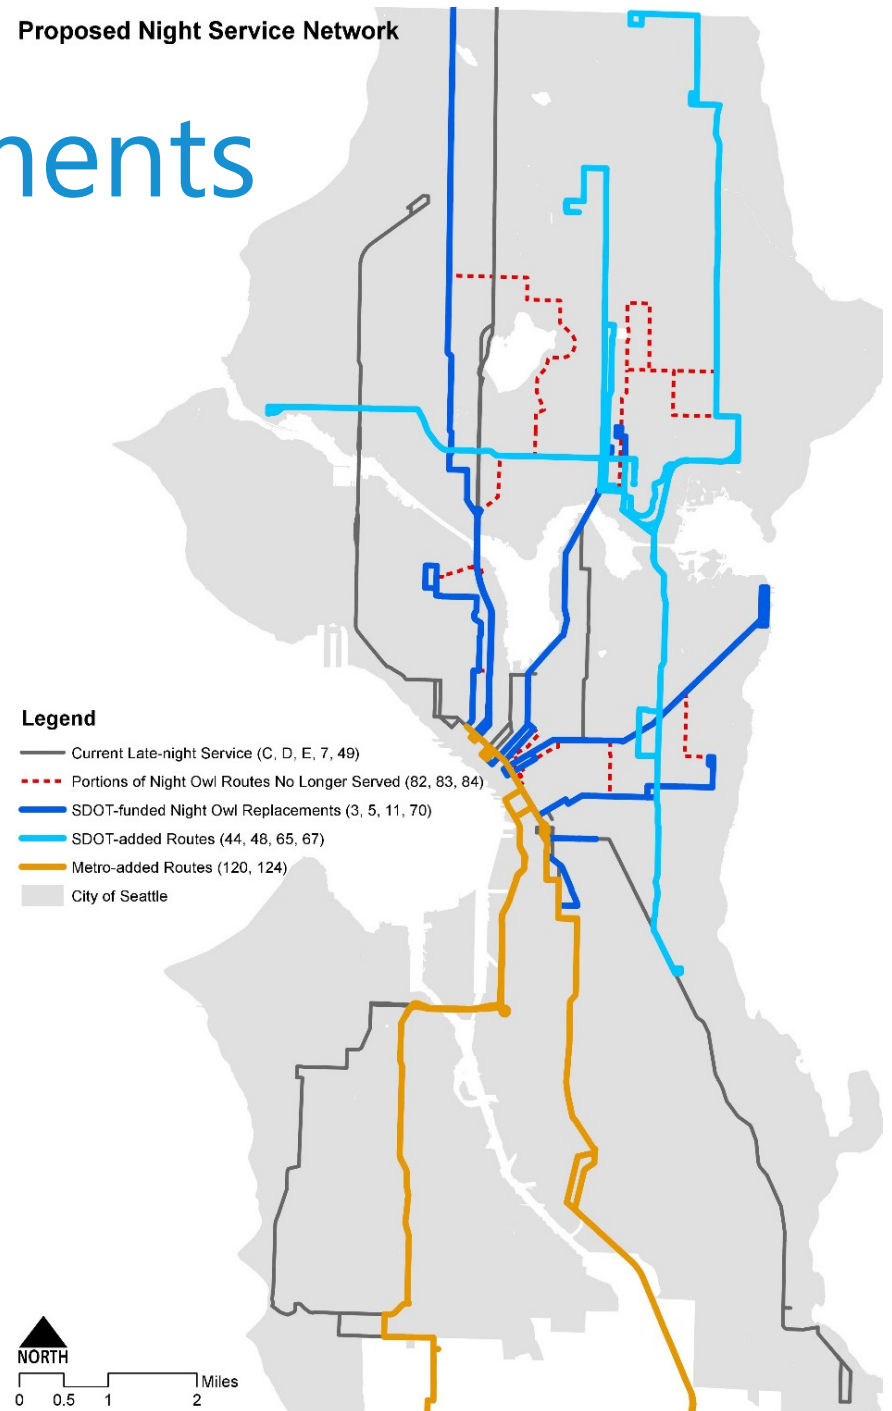 Proposed Night Service Network
nents
Legend
Current Late-night Service (C, D, E, 7, 49)
Portions of Night Owl Routes No Longer Served (82, 83, 84)
SDOT-funded Night Owl Replacements (3, 5, 11, 70)
SDOT-added Routes (44, 48, 65, 67)
Metro-added Routes (120, 124)
City of Seattle
NORTH
Miles
0 0.5 1 2